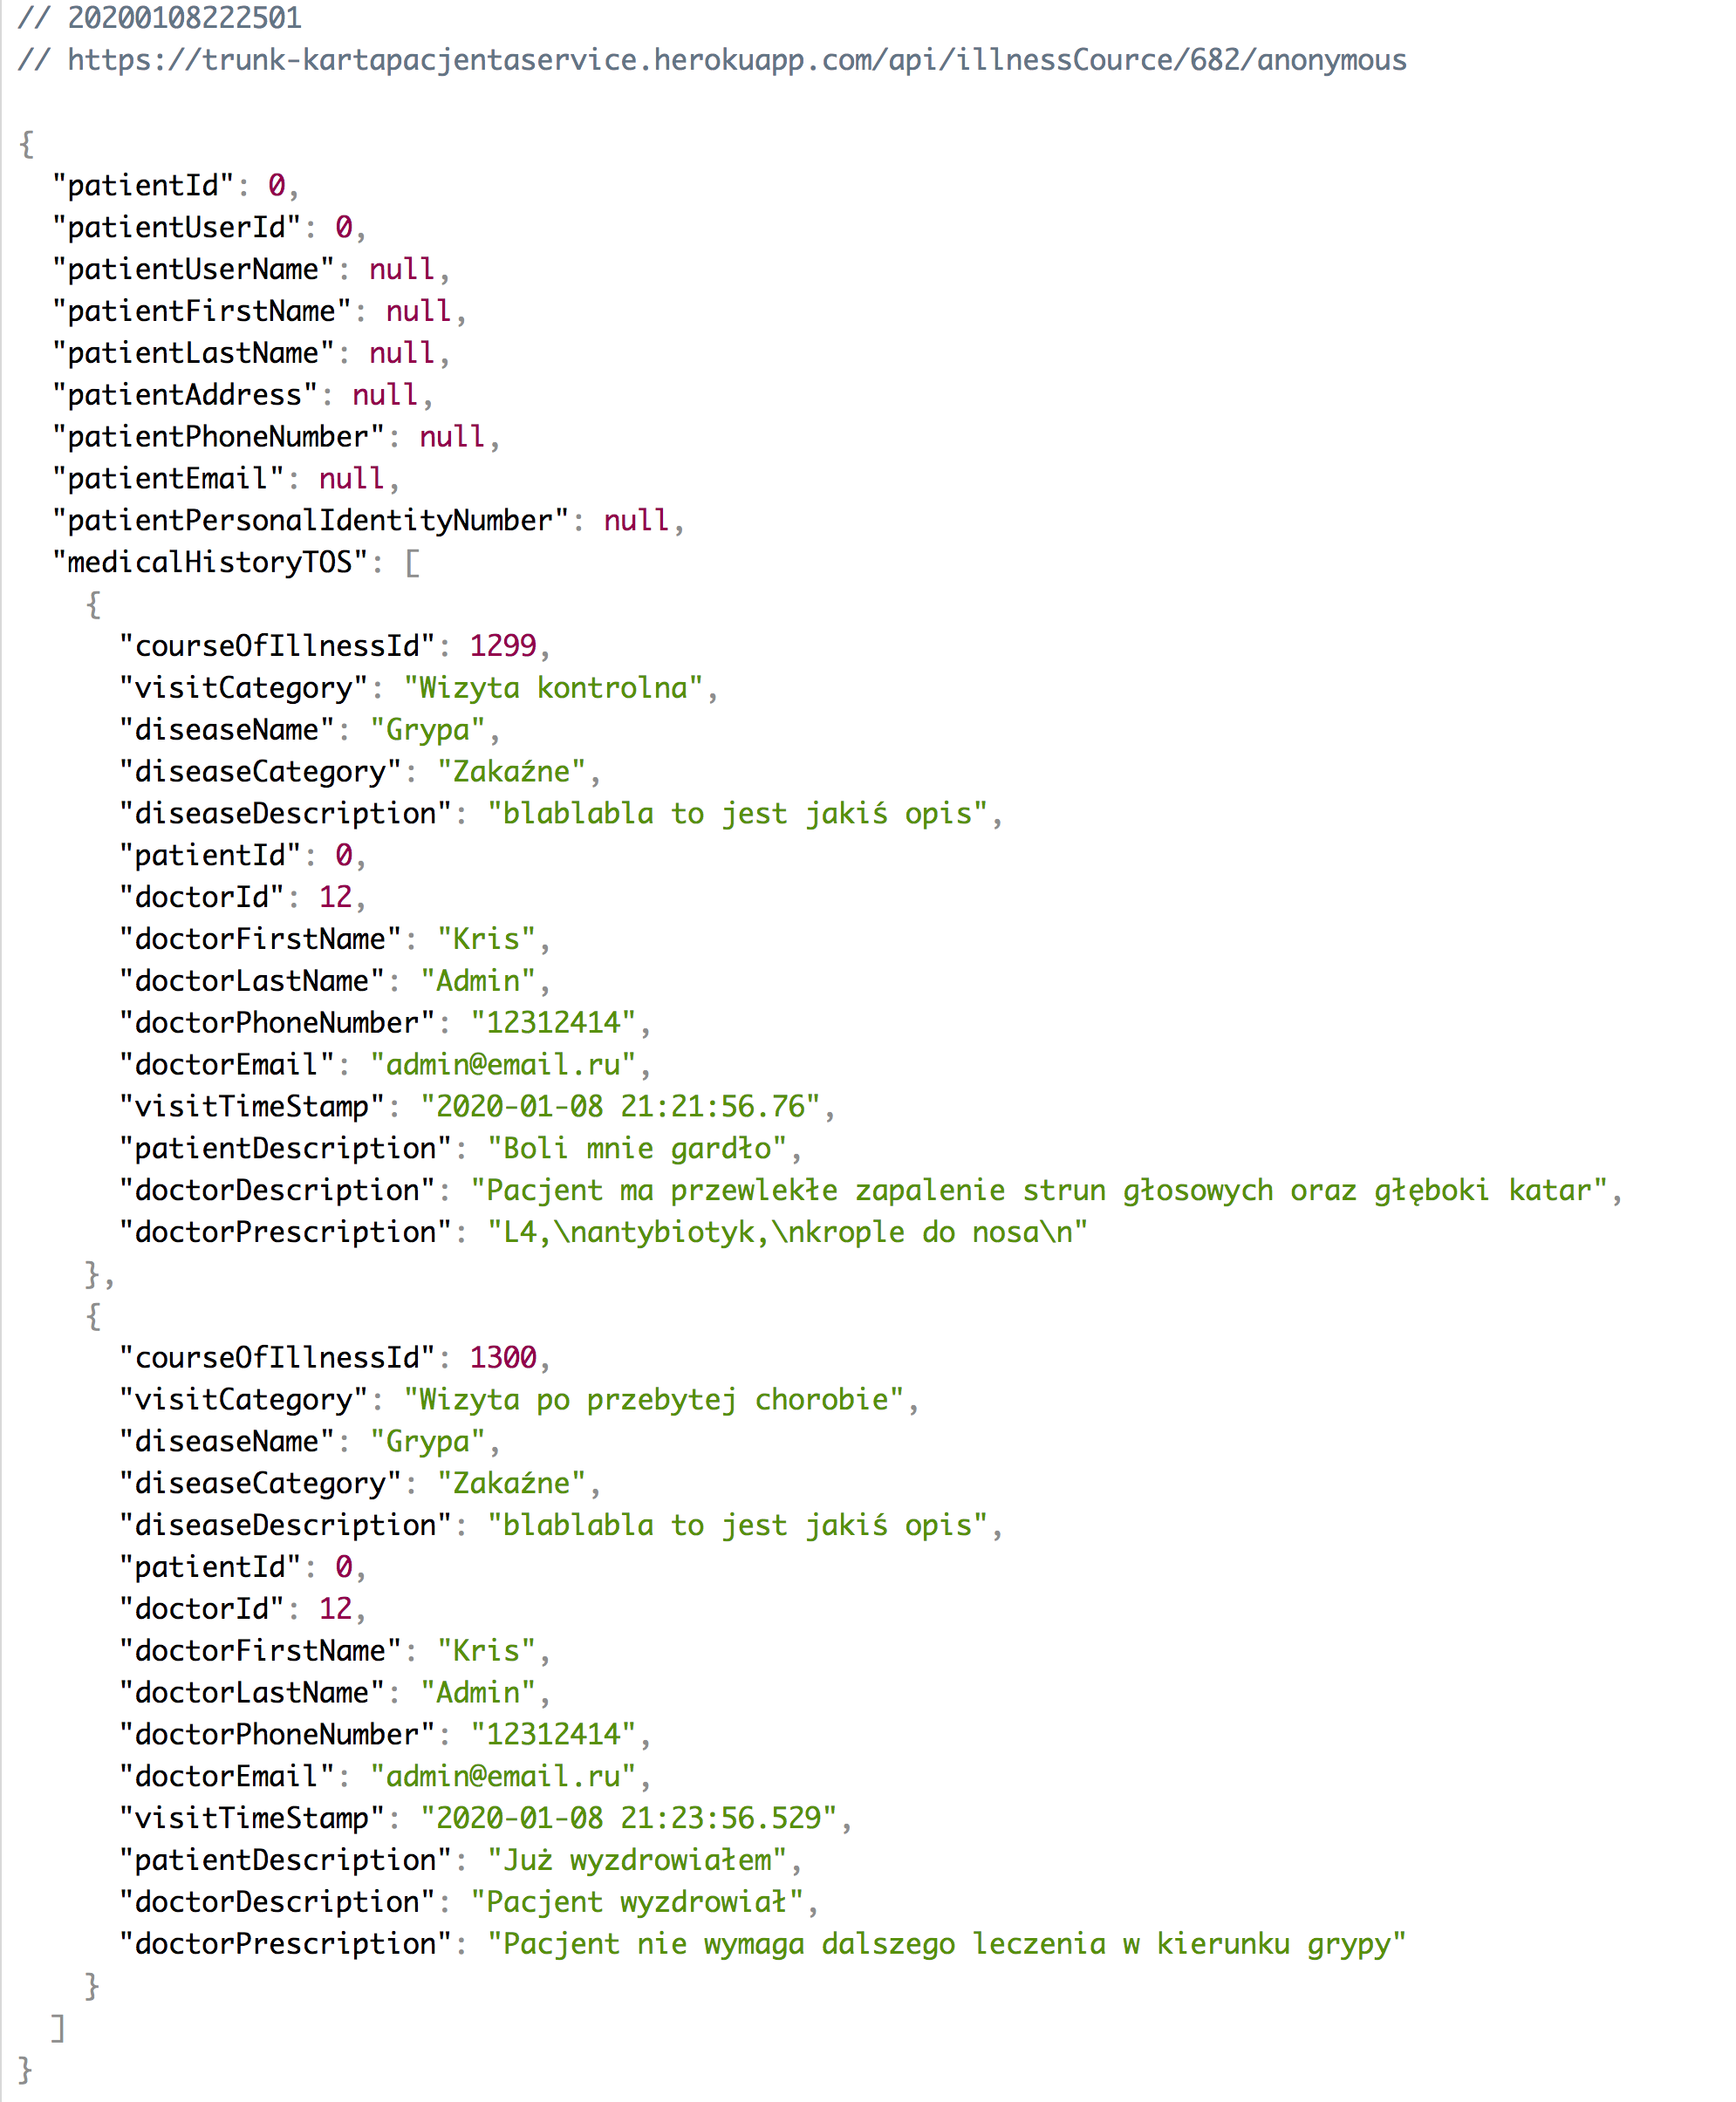 // 20200108222501
// https://trunk-kartapacjentaservice.herokuapp.com/api/illnessCource/682/anonymous
{
"patientId": 0,
"patientUserId": 0,
"patientUserName": null,
"patientFirstName": null,
"patientLastName": null,
"patientAddress": null,
"patientPhoneNumber": null,
"patientEmail": null,
"patientPersonalIdentityNumber": null,
"medicalHistoryTOS": [
{
"courseOfIllnessId": 1299,
"visitCategory": "Wizyta kontrolna",
"diseaseName": "Grypa",
"diseaseCategory": "Zakaźne",
"diseaseDescription": "blablabla to jest jakiś opis",
"patientId": 0,
"doctorId": 12,
"doctorFirstName": "Kris",
"doctorLastName": "Admin",
"doctorPhoneNumber": "12312414",
"doctorEmail": "admin@email.ru",
"visitTimeStamp": "2020-01-08 21:21:56.76",
"patientDescription": "Boli mnie gardło",
"doctorDescription": "Pacjent ma przewlekłe zapalenie strun głosowych oraz głęboki katar",
"doctorPrescription": "L4,\nantybiotyk,\nkrople do nosa\n"
},
{
"courseOfIllnessId": 1300,
"visitCategory": "Wizyta po przebytej chorobie",
"diseaseName": "Grypa",
"diseaseCategory": "Zakaźne",
"diseaseDescription": "blablabla to jest jakiś opis",
"patientId": 0,
"doctorId": 12,
"doctorFirstName": "Kris",
"doctorLastName": "Admin",
"doctorPhoneNumber": "12312414",
"doctorEmail": "admin@email.ru",
"visitTimeStamp": "2020-01-08 21:23:56.529",
"patientDescription": "Już wyzdrowiałem",
"doctorDescription": "Pacjent wyzdrowiał",
"doctorPrescription": "Pacjent nie wymaga dalszego leczenia w kierunku grypy"
}
]
}